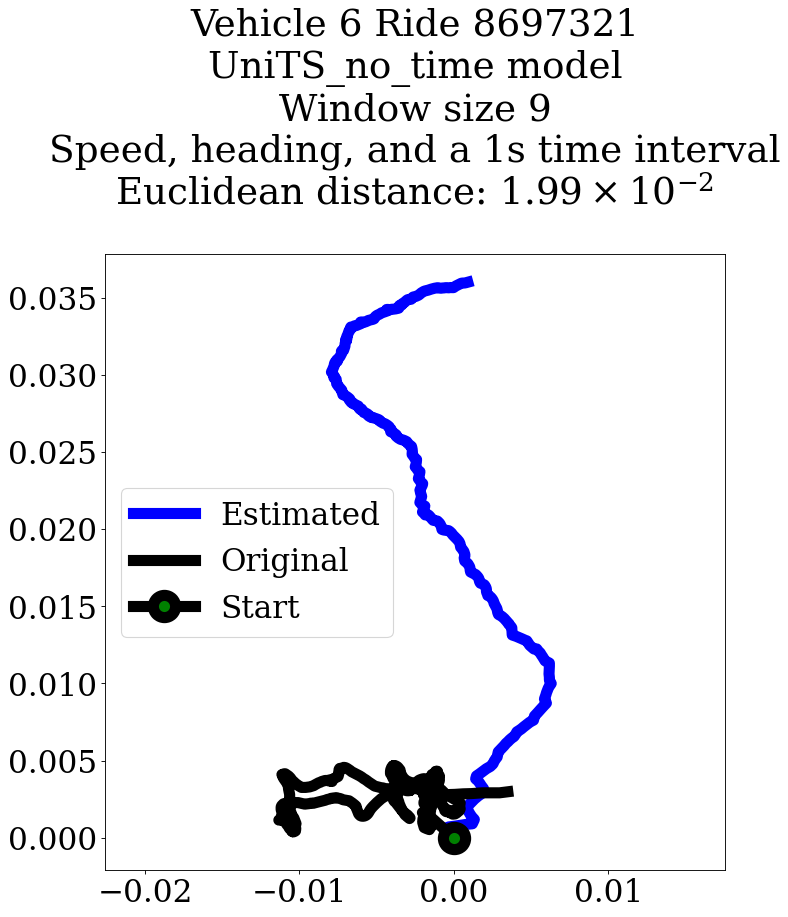 Vehicle 6 Ride 8697321
UniTS_no_time model
Window size 9
Speed, heading, and a 1s time interval
Euclidean distance: 1.99 × 10⁻²
0.035
0.030
0.025
0.020
0.015
0.010
0.005
0.000
Estimated
Original
Start
−0.02 −0.01 0.00 0.01